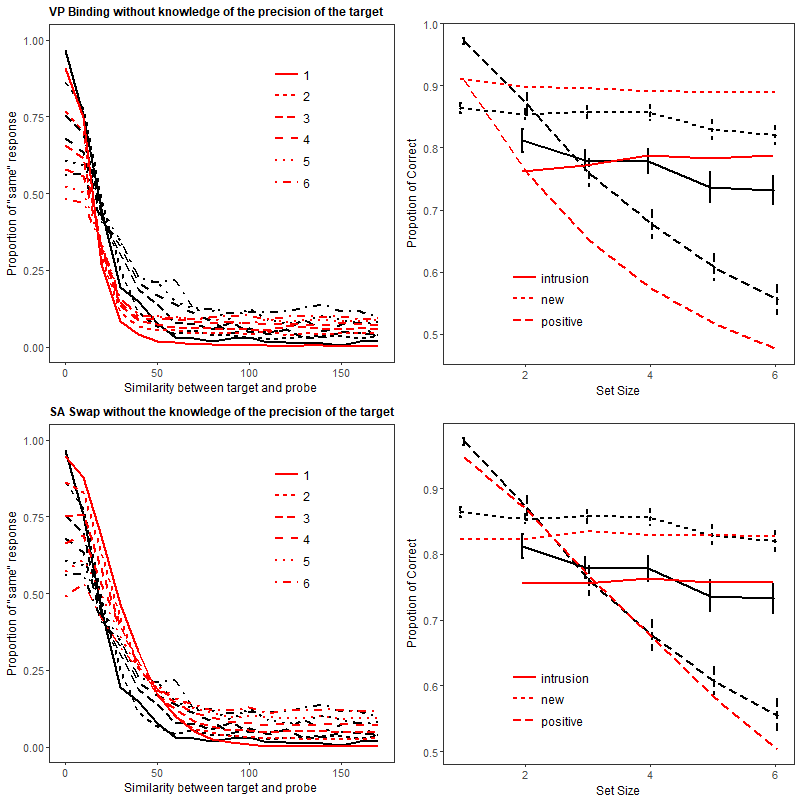 VP Binding without knowledge of the precision of the target
1.00
0.75
0.50
0.25
0.00
Proportion of "same" response
0
50
100
150
Similarity between target and probe
1
2
3
4
5
6
1.0
0.9
0.8
0.7
0.6
0.5
Propotion of Correct
2
4
6
Set Size
intrusion
new
positive
SA Swap without the knowledge of the precision of the target
1.00
0.75
0.50
0.25
0.00
Proportion of "same" response
0
50
100
150
Similarity between target and probe
1
2
3
4
5
6
0.9
0.8
0.7
0.6
0.5
Propotion of Correct
2
4
6
Set Size
intrusion
new
positive